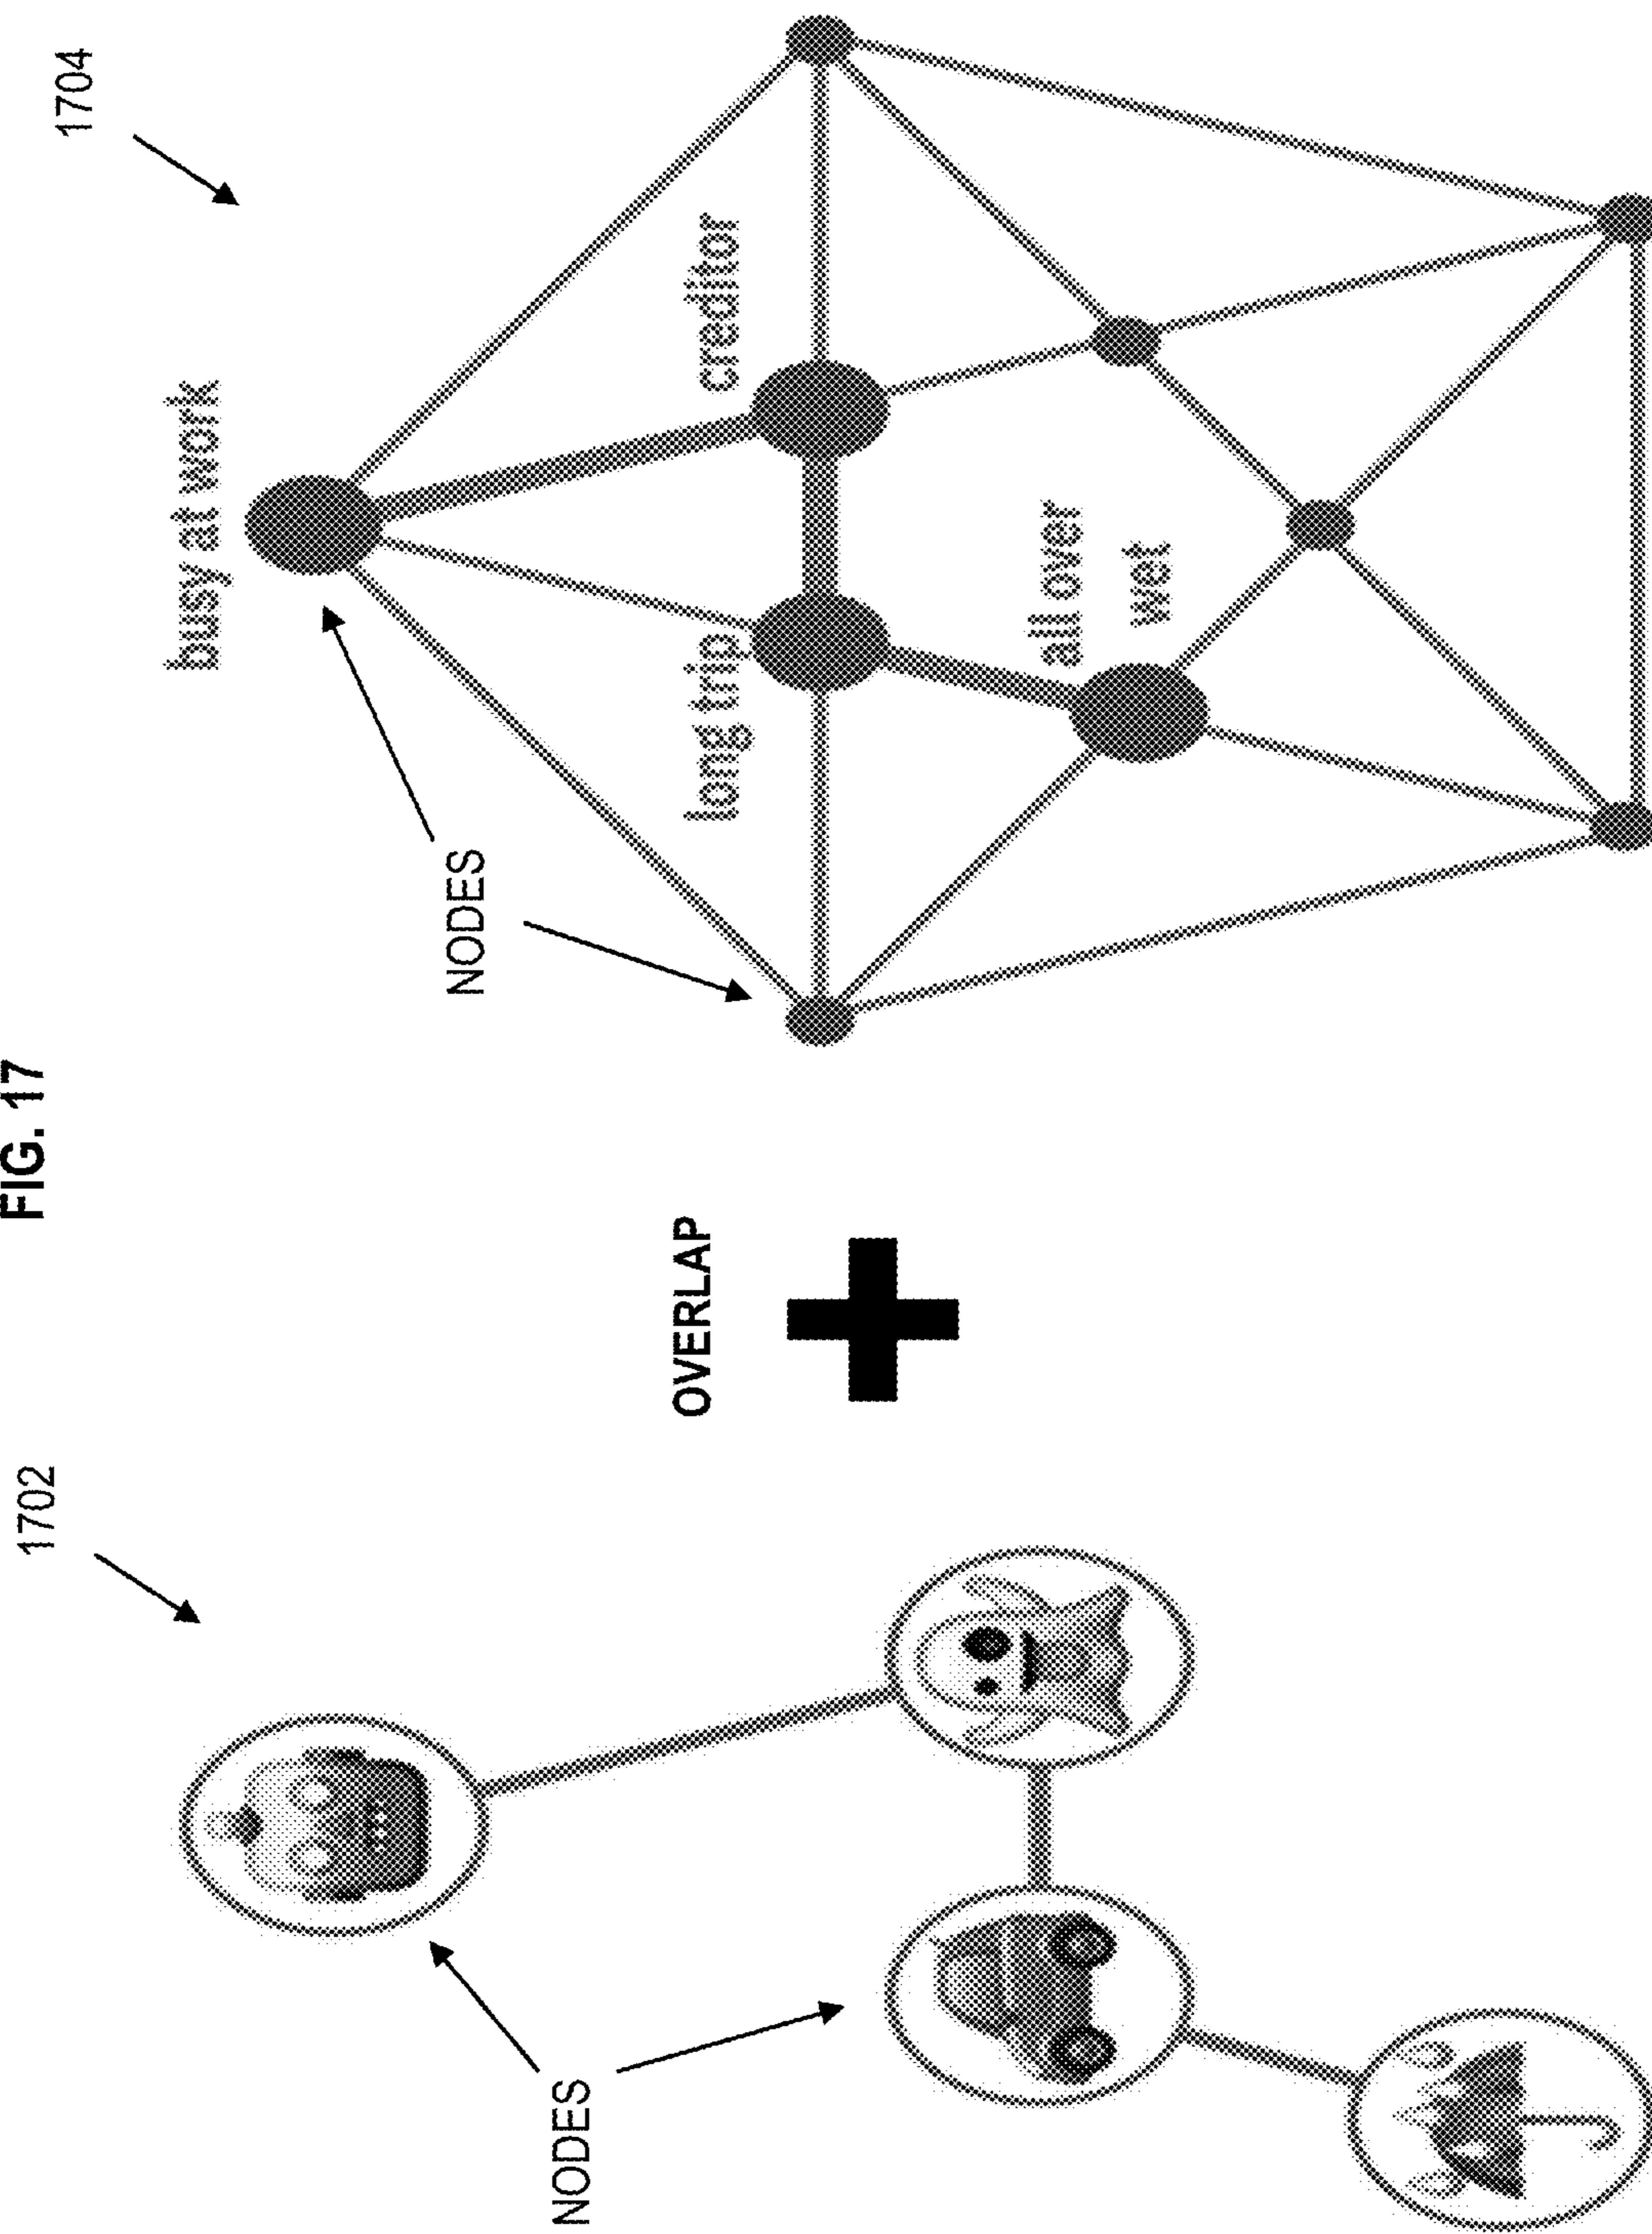 FIG. 17
1702
1704
NODES
OVERLAP
NODES
busy at work
long trip
creditor
all over
wet